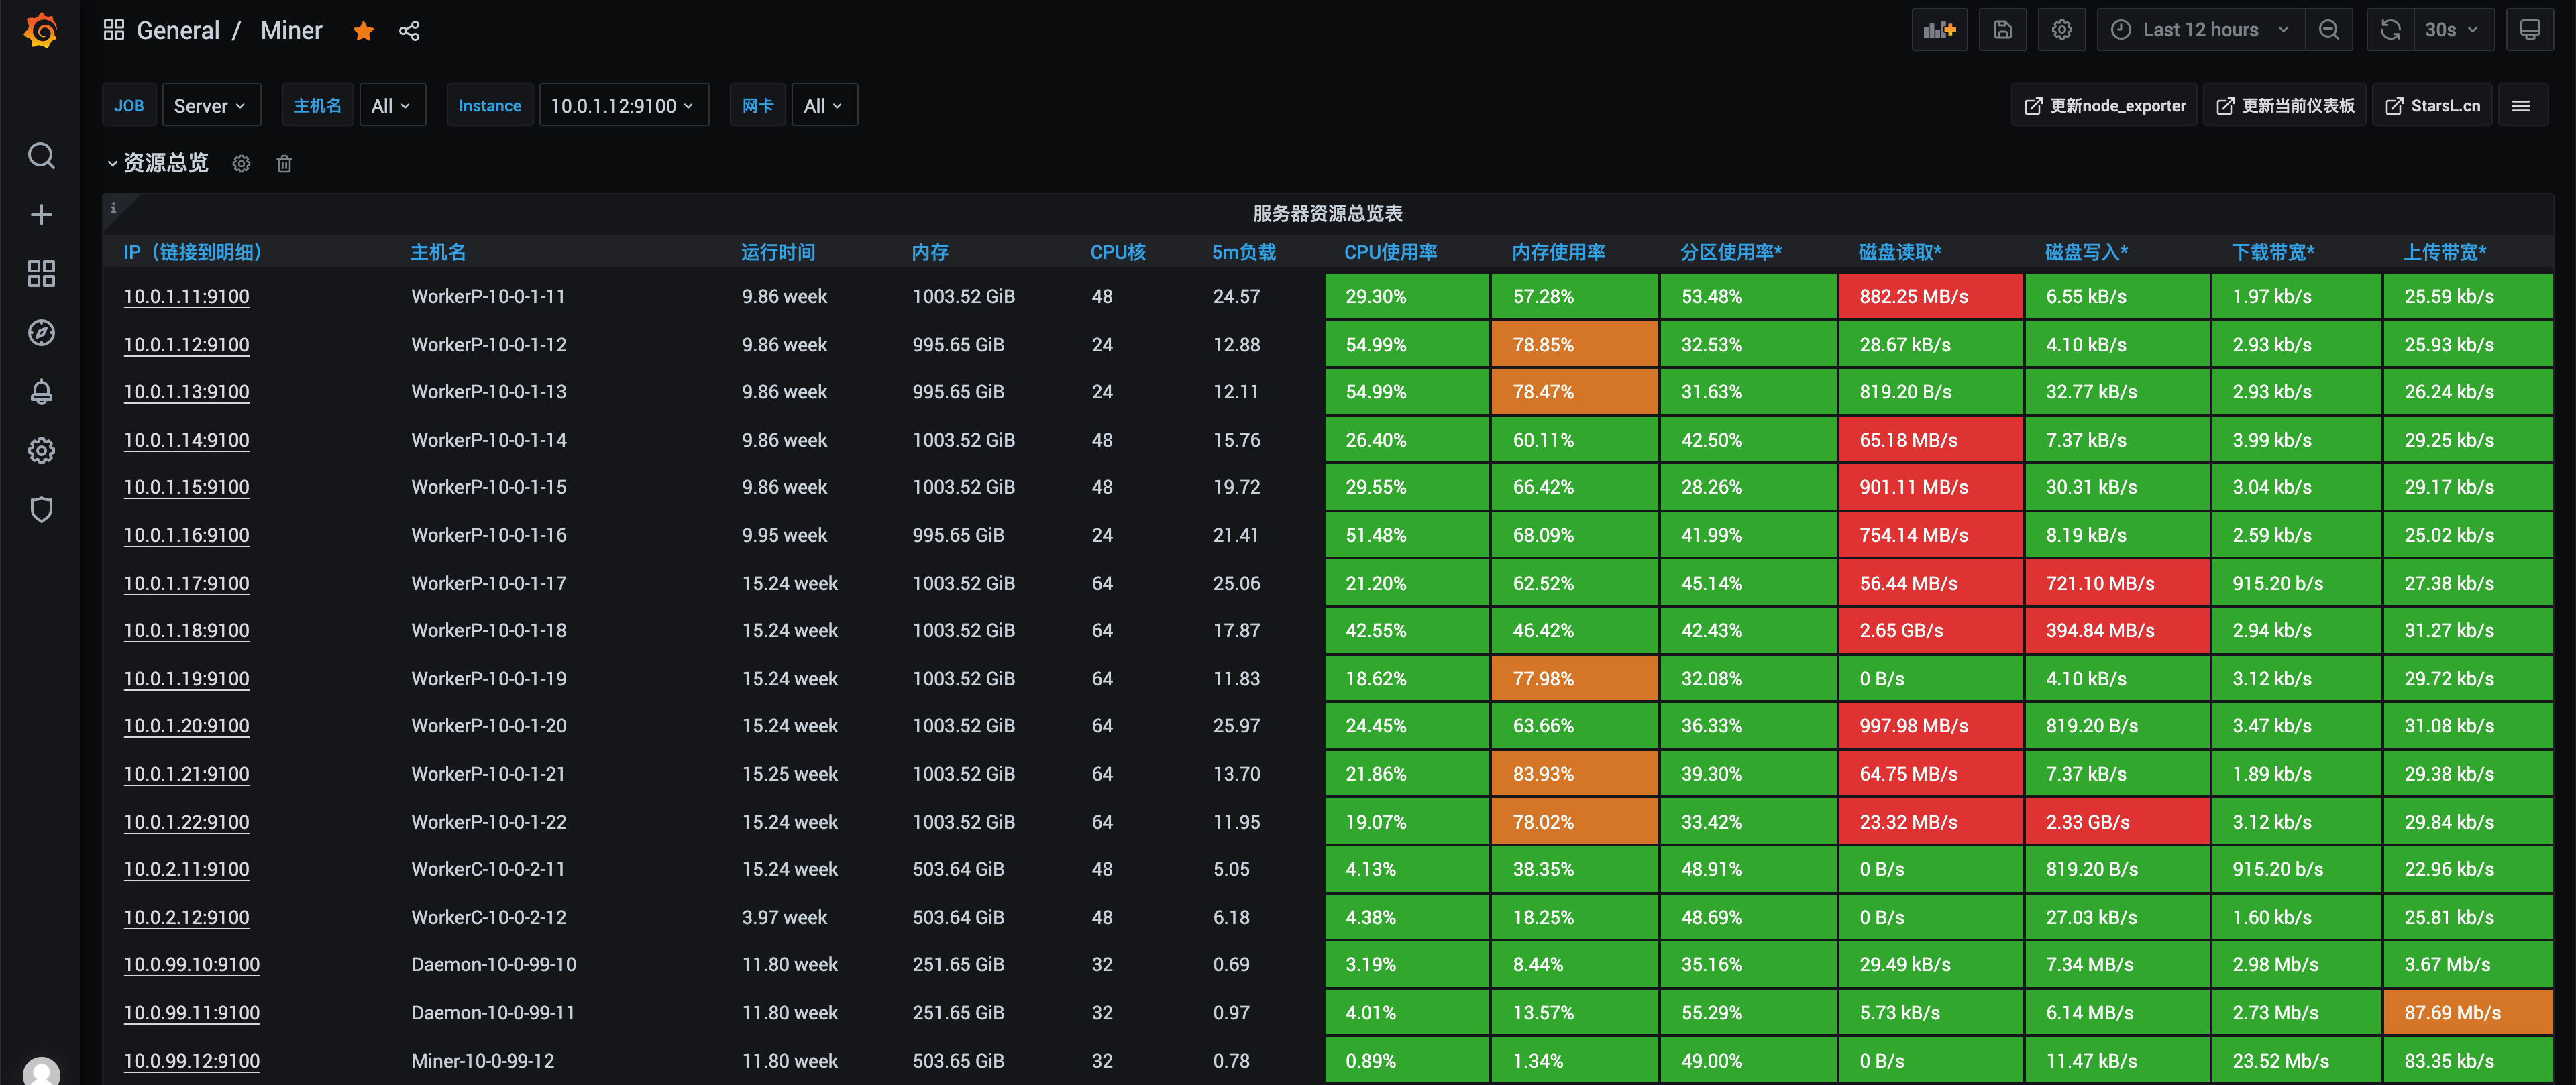 General / Miner Last 12 hours 30s
JOB Server 主机名 All Instance 10.0.1.12:9100 网卡 All 更新node_exporter 更新当前仪表板 StarsL.cn
资源总览
i
服务器资源总览表
IP（链接到明细） 主机名 运行时间 内存 CPU核 5m负载 CPU使用率 内存使用率 分区使用率* 磁盘读取* 磁盘写入* 下载带宽* 上传带宽*
10.0.1.11:9100 WorkerP-10-0-1-11 9.86 week 1003.52 GiB 48 24.57 29.30% 57.28% 53.48% 882.25 MB/s 6.55 kB/s 1.97 kb/s 25.59 kb/s
10.0.1.12:9100 WorkerP-10-0-1-12 9.86 week 995.65 GiB 24 12.88 54.99% 78.85% 32.53% 28.67 kB/s 4.10 kB/s 2.93 kb/s 25.93 kb/s
10.0.1.13:9100 WorkerP-10-0-1-13 9.86 week 995.65 GiB 24 12.11 54.99% 78.47% 31.63% 819.20 B/s 32.77 kB/s 2.93 kb/s 26.24 kb/s
10.0.1.14:9100 WorkerP-10-0-1-14 9.86 week 1003.52 GiB 48 15.76 26.40% 60.11% 42.50% 65.18 MB/s 7.37 kB/s 3.99 kb/s 29.25 kb/s
10.0.1.15:9100 WorkerP-10-0-1-15 9.86 week 1003.52 GiB 48 19.72 29.55% 66.42% 28.26% 901.11 MB/s 30.31 kB/s 3.04 kb/s 29.17 kb/s
10.0.1.16:9100 WorkerP-10-0-1-16 9.95 week 995.65 GiB 24 21.41 51.48% 68.09% 41.99% 754.14 MB/s 8.19 kB/s 2.59 kb/s 25.02 kb/s
10.0.1.17:9100 WorkerP-10-0-1-17 15.24 week 1003.52 GiB 64 25.06 21.20% 62.52% 45.14% 56.44 MB/s 721.10 MB/s 915.20 b/s 27.38 kb/s
10.0.1.18:9100 WorkerP-10-0-1-18 15.24 week 1003.52 GiB 64 17.87 42.55% 46.42% 42.43% 2.65 GB/s 394.84 MB/s 2.94 kb/s 31.27 kb/s
10.0.1.19:9100 WorkerP-10-0-1-19 15.24 week 1003.52 GiB 64 11.83 18.62% 77.98% 32.08% 0 B/s 4.10 kB/s 3.12 kb/s 29.72 kb/s
10.0.1.20:9100 WorkerP-10-0-1-20 15.24 week 1003.52 GiB 64 25.97 24.45% 63.66% 36.33% 997.98 MB/s 819.20 B/s 3.47 kb/s 31.08 kb/s
10.0.1.21:9100 WorkerP-10-0-1-21 15.25 week 1003.52 GiB 64 13.70 21.86% 83.93% 39.30% 64.75 MB/s 7.37 kB/s 1.89 kb/s 29.38 kb/s
10.0.1.22:9100 WorkerP-10-0-1-22 15.24 week 1003.52 GiB 64 11.95 19.07% 78.02% 33.42% 23.32 MB/s 2.33 GB/s 3.12 kb/s 29.84 kb/s
10.0.2.11:9100 WorkerC-10-0-2-11 15.24 week 503.64 GiB 48 5.05 4.13% 38.35% 48.91% 0 B/s 819.20 B/s 915.20 b/s 22.96 kb/s
10.0.2.12:9100 WorkerC-10-0-2-12 3.97 week 503.64 GiB 48 6.18 4.38% 18.25% 48.69% 0 B/s 27.03 kB/s 1.60 kb/s 25.81 kb/s
10.0.99.10:9100 Daemon-10-0-99-10 11.80 week 251.65 GiB 32 0.69 3.19% 8.44% 35.16% 29.49 kB/s 7.34 MB/s 2.98 Mb/s 3.67 Mb/s
10.0.99.11:9100 Daemon-10-0-99-11 11.80 week 251.65 GiB 32 0.97 4.01% 13.57% 55.29% 5.73 kB/s 6.14 MB/s 2.73 Mb/s 87.69 Mb/s
10.0.99.12:9100 Miner-10-0-99-12 11.80 week 503.65 GiB 32 0.78 0.89% 1.34% 49.00% 0 B/s 11.47 kB/s 23.52 Mb/s 83.35 kb/s